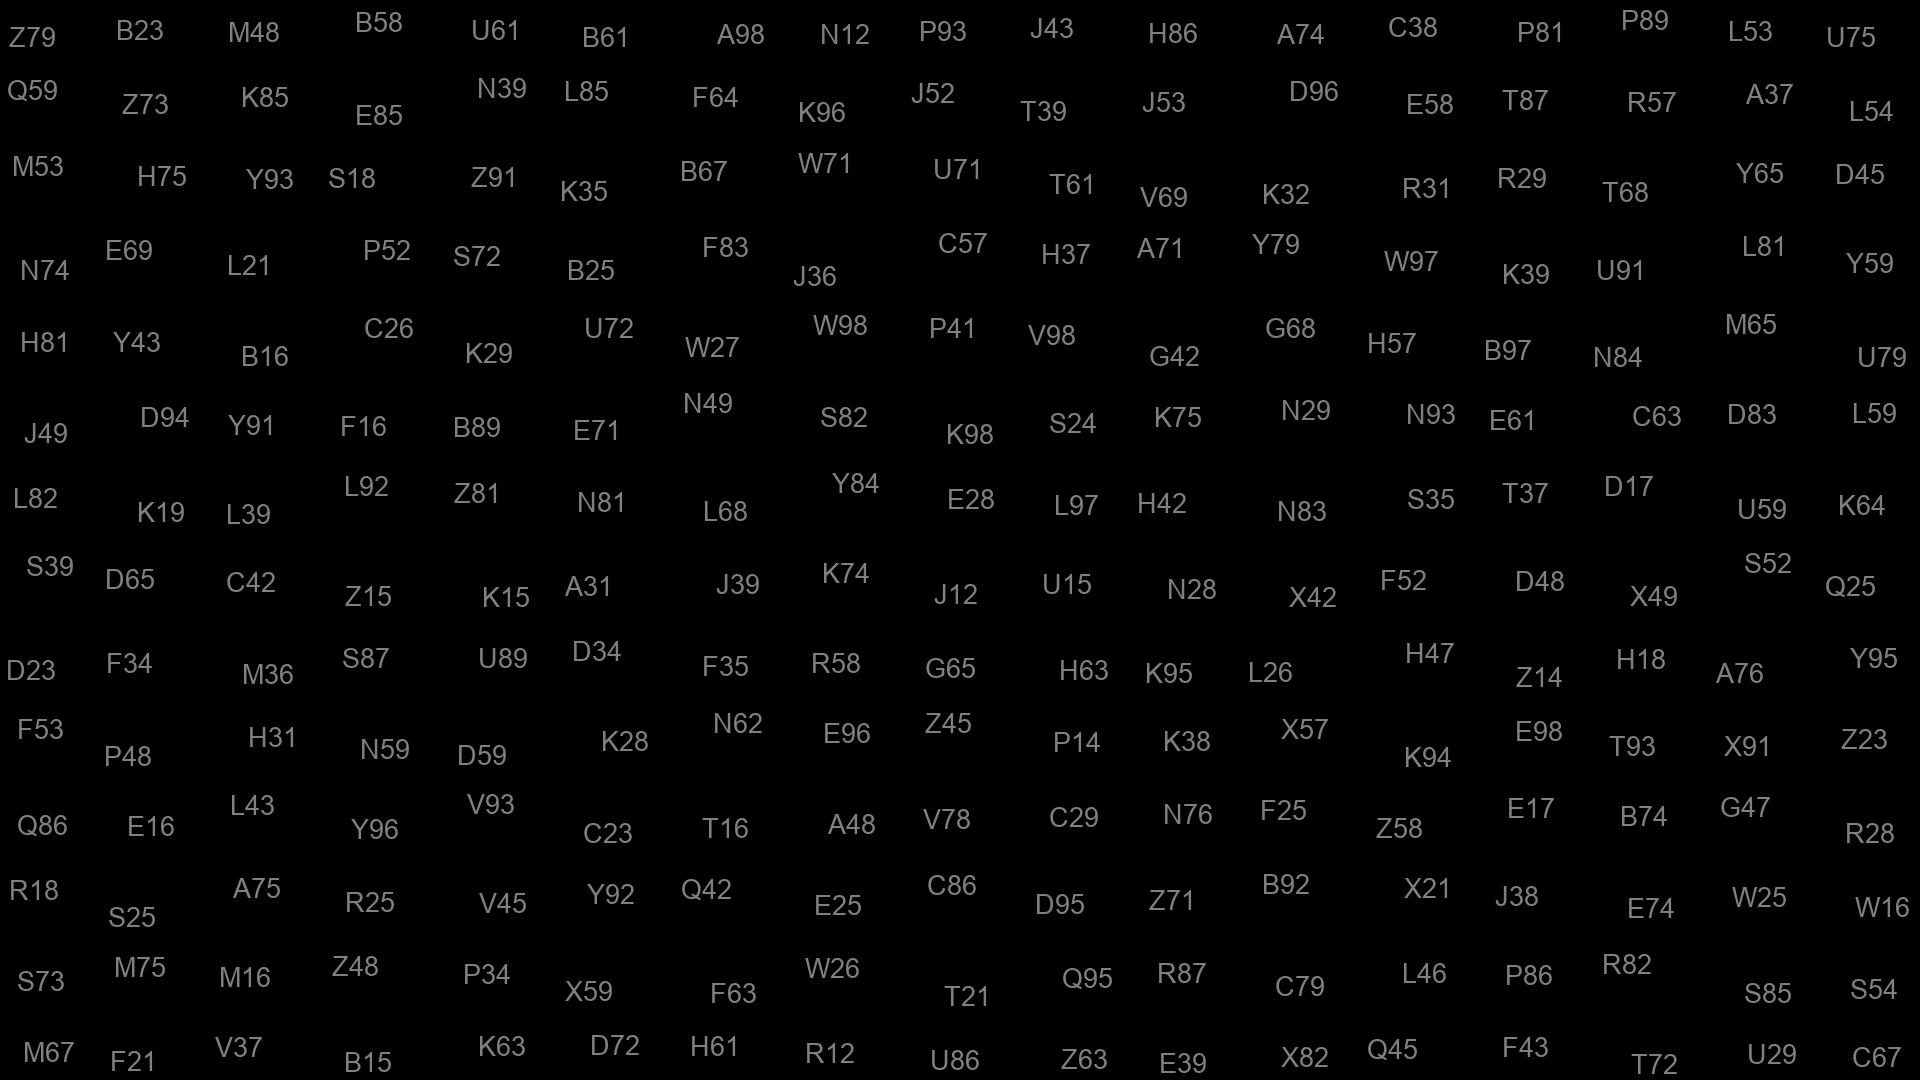 Z79 B23 M48 B58 U61 B61 A98 N12 P93 J43 H86 A74 C38 P81 P89 L53 U75
Q59 Z73 K85 E85 N39 L85 F64 K96 J52 T39 J53 D96 E58 T87 R57 A37 L54
M53 H75 Y93 S18 Z91 K35 B67 W71 U71 T61 V69 K32 R31 R29 T68 Y65 D45
N74 E69 L21 P52 S72 B25 F83 J36 C57 H37 A71 Y79 W97 K39 U91 L81 Y59
H81 Y43 B16 C26 K29 U72 W27 W98 P41 V98 G42 G68 H57 B97 N84 M65 U79
J49 D94 Y91 F16 B89 E71 N49 S82 K98 S24 K75 N29 N93 E61 C63 D83 L59
L82 K19 L39 L92 Z81 N81 L68 Y84 E28 L97 H42 N83 S35 T37 D17 U59 K64
S39 D65 C42 Z15 K15 A31 J39 K74 J12 U15 N28 X42 F52 D48 X49 S52 Q25
D23 F34 M36 S87 U89 D34 F35 R58 G65 H63 K95 L26 H47 Z14 H18 A76 Y95
F53 P48 H31 N59 D59 K28 N62 E96 Z45 P14 K38 X57 K94 E98 T93 X91 Z23
Q86 E16 L43 Y96 V93 C23 T16 A48 V78 C29 N76 F25 Z58 E17 B74 G47 R28
R18 S25 A75 R25 V45 Y92 Q42 E25 C86 D95 Z71 B92 X21 J38 E74 W25 W16
S73 M75 M16 Z48 P34 X59 F63 W26 T21 Q95 R87 C79 L46 P86 R82 S85 S54
M67 F21 V37 B15 K63 D72 H61 R12 U86 Z63 E39 X82 Q45 F43 T72 U29 C67